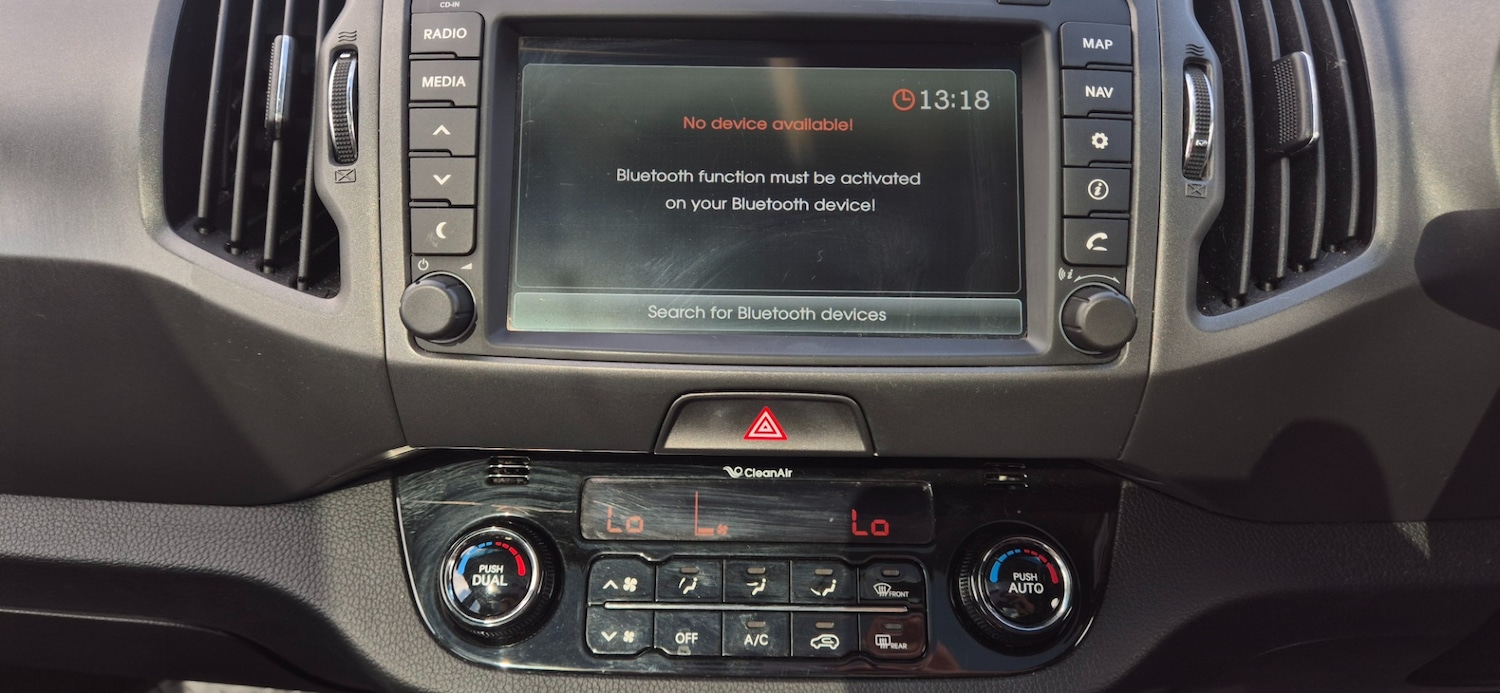 CD-IN
RADIO
MEDIA
MAP
NAV
13:18
No device available!
Bluetooth function must be activated
on your Bluetooth device!
Search for Bluetooth devices
CleanAir
Lo
Lo
PUSH
DUAL
FRONT
OFF
A/C
REAR
PUSH
AUTO